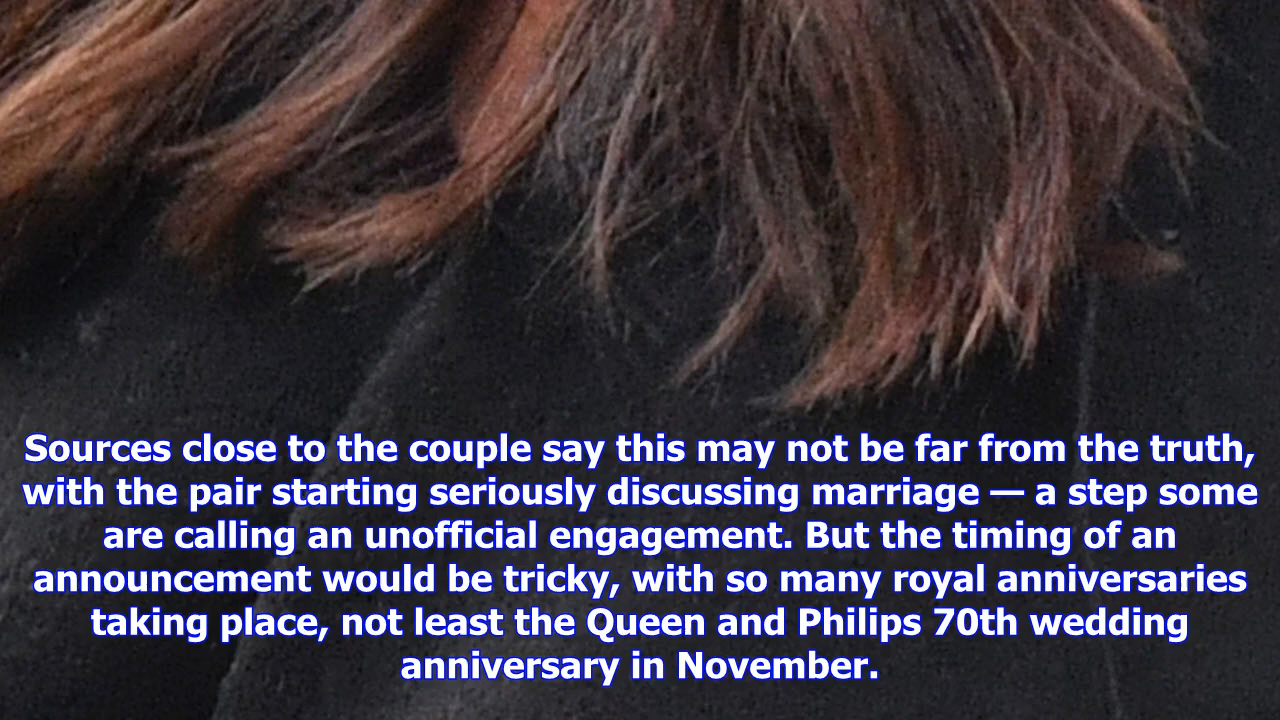 Sources close to the couple say this may not be far from the truth,
with the pair starting seriously discussing marriage — a step some
are calling an unofficial engagement. But the timing of an
announcement would be tricky, with so many royal anniversaries
taking place, not least the Queen and Philips 70th wedding
anniversary in November.